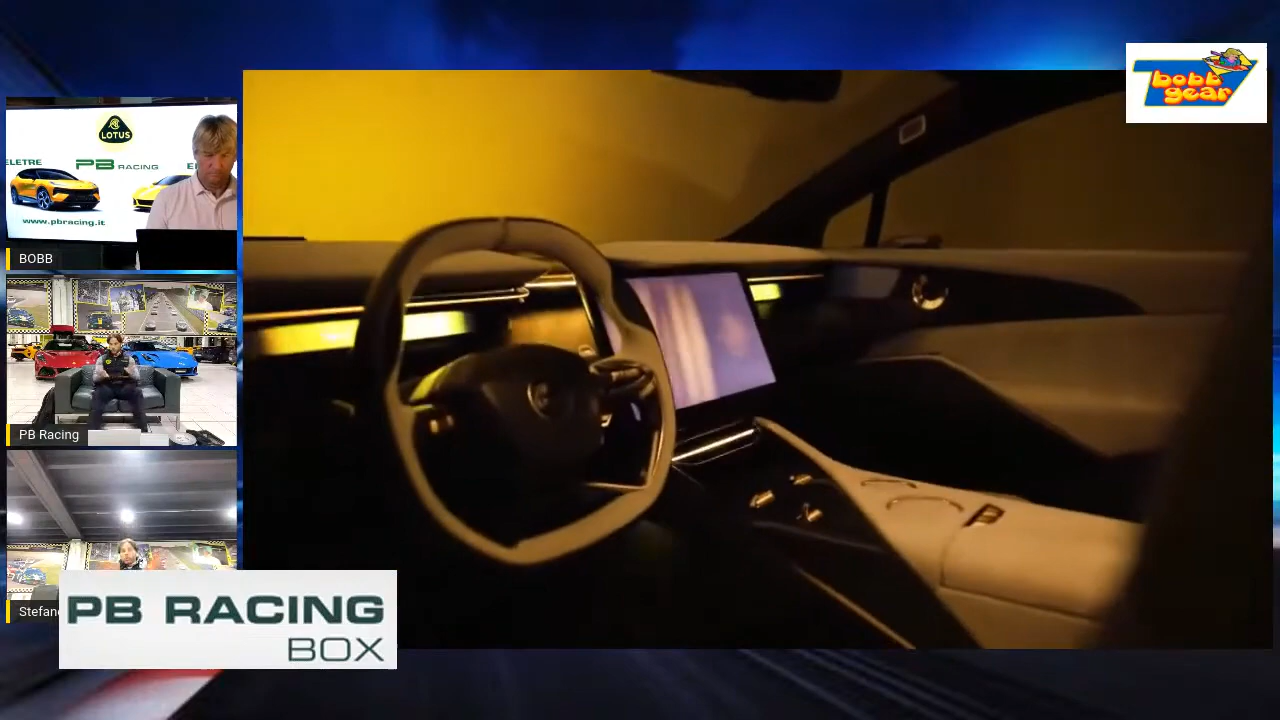 LOTUS
ELETRE
PB RACING
www.pbracing.it
BOBB
PB Racing
Stefan
PB RACING
BOX
bobb
gear